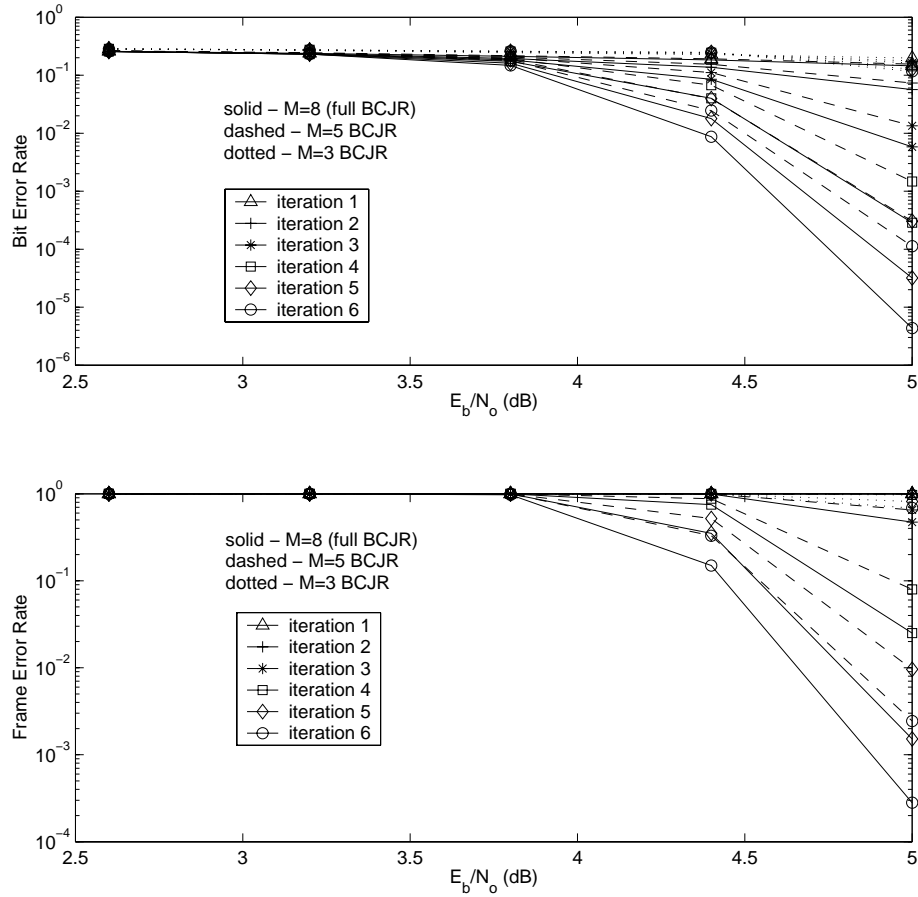 10^0
10^−1
10^−2
10^−3
10^−4
10^−5
10^−6
Bit Error Rate
solid − M=8 (full BCJR)
dashed − M=5 BCJR
dotted − M=3 BCJR
iteration 1
iteration 2
iteration 3
iteration 4
iteration 5
iteration 6
2.5 3 3.5 4 4.5 5
E_b/N_o (dB)
10^0
10^−1
10^−2
10^−3
10^−4
Frame Error Rate
solid − M=8 (full BCJR)
dashed − M=5 BCJR
dotted − M=3 BCJR
iteration 1
iteration 2
iteration 3
iteration 4
iteration 5
iteration 6
2.5 3 3.5 4 4.5 5
E_b/N_o (dB)